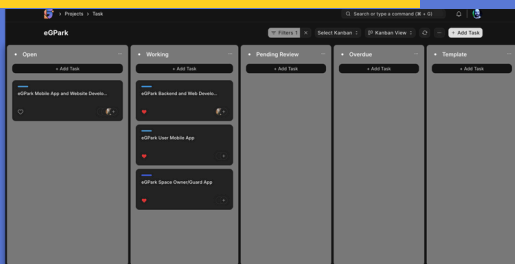 Projects > Task
Search or type a command (⌘ + G)
eGPark
Filters 1 ×
Select Kanban
Kanban View
+ Add Task
Open
Working
Pending Review
Overdue
Template
+ Add Task
+ Add Task
+ Add Task
+ Add Task
+ Add Task
eGPark Mobile App and Website Develo...
eGPark Backend and Web Develo...
eGPark User Mobile App
eGPark Space Owner/Guard App